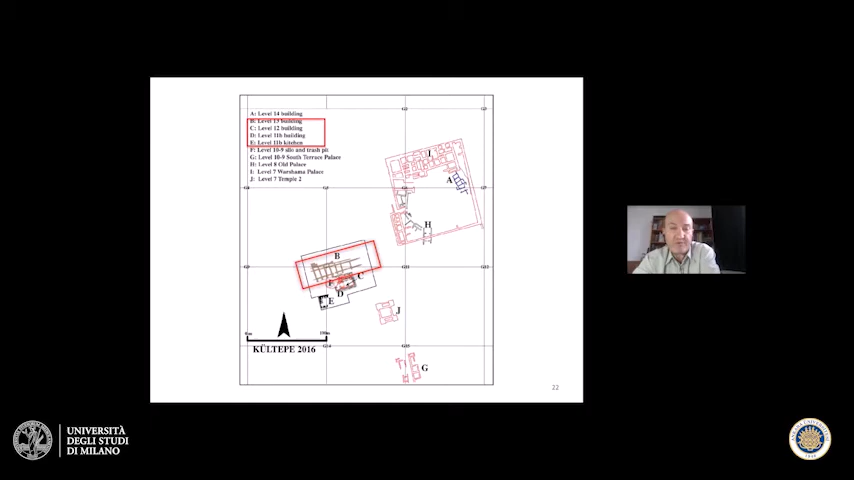 A: Level 14 building
B: Level 13 building
C: Level 12 building
D: Level 11b building
E: Level 11b kitchen
F: Level 10-9 silo and trash pit
G: Level 10-9 South Terrace Palace
H: Level 8 Old Palace
I: Level 7 Warshama Palace
J: Level 7 Temple 2
I
A
H
B
C
F
D
E
J
G
KÜLTEPE 2016
22
UNIVERSITÀ
DEGLI STUDI
DI MILANO